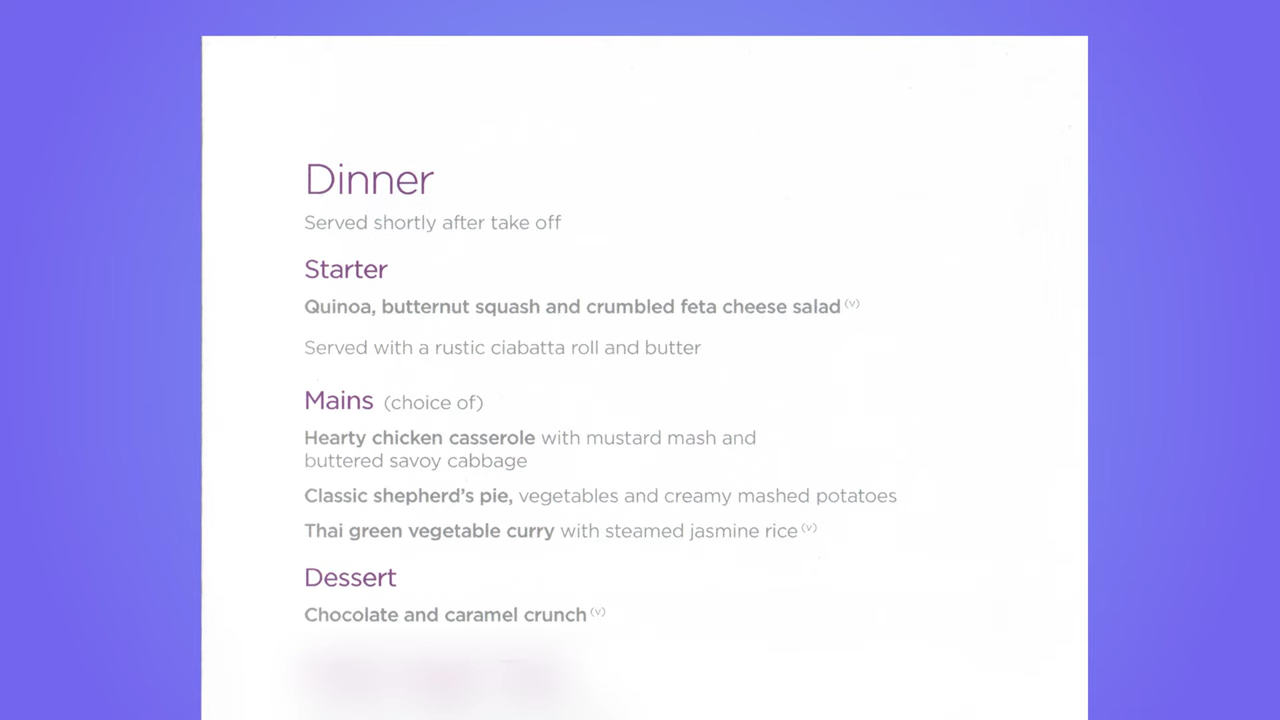 Dinner
Served shortly after take off
Starter
Quinoa, butternut squash and crumbled feta cheese salad (v)
Served with a rustic ciabatta roll and butter
Mains (choice of)
Hearty chicken casserole with mustard mash and
buttered savoy cabbage
Classic shepherd's pie, vegetables and creamy mashed potatoes
Thai green vegetable curry with steamed jasmine rice (v)
Dessert
Chocolate and caramel crunch (v)